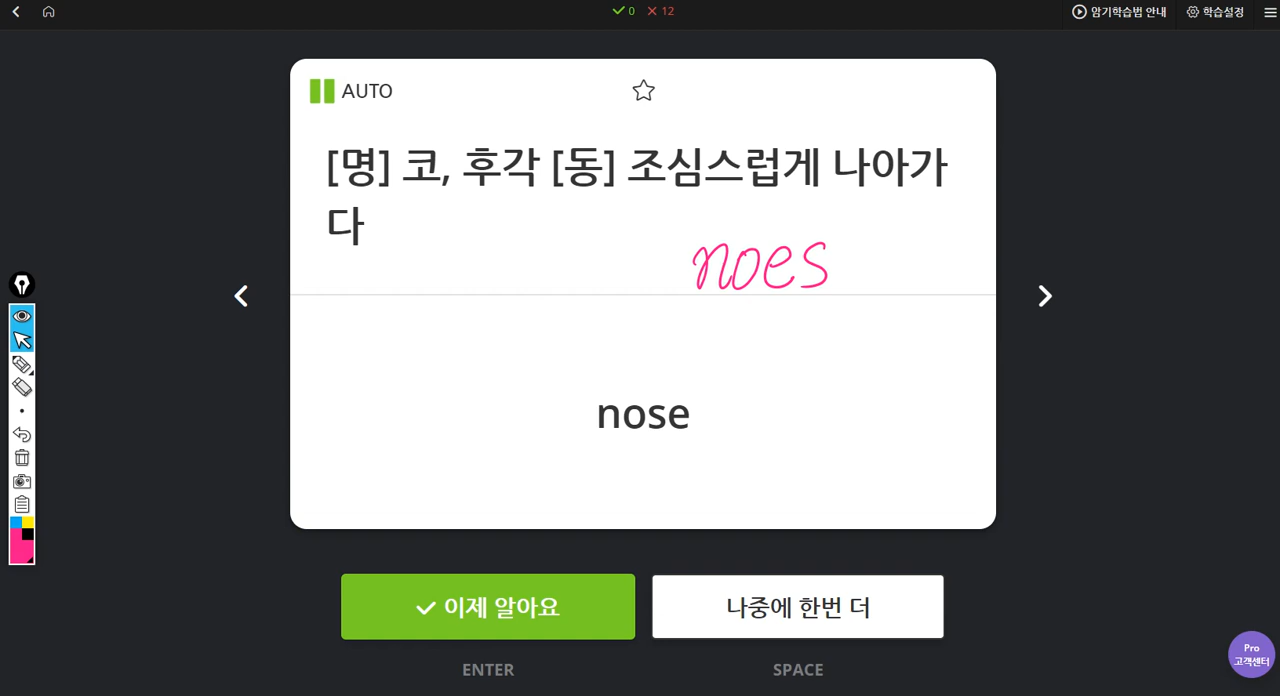 0 12 암기학습법 안내 학습설정
AUTO
[명] 코, 후각 [동] 조심스럽게 나아가
다
noes
nose
이제 알아요 나중에 한번 더
ENTER SPACE
Pro
고객센터